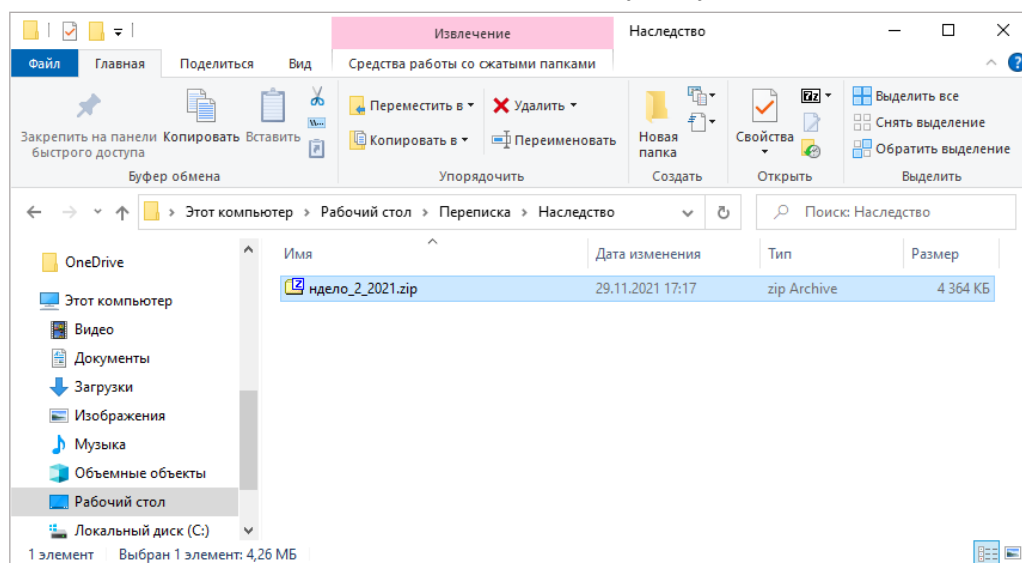 Извлечение
Наследство
Файл
Главная
Поделиться
Вид
Средства работы со сжатыми папками
Закрепить на панели
быстрого доступа
Копировать
Вставить
Буфер обмена
Переместить в
Копировать в
Удалить
Переименовать
Упорядочить
Новая
папка
Создать
Свойства
Открыть
Выделить все
Снять выделение
Обратить выделение
Выделить
Этот компьютер > Рабочий стол > Переписка > Наследство
Поиск: Наследство
Имя Дата изменения Тип Размер
ндело_2_2021.zip 29.11.2021 17:17 zip Archive 4 364 КБ
OneDrive
Этот компьютер
Видео
Документы
Загрузки
Изображения
Музыка
Объемные объекты
Рабочий стол
Локальный диск (C:)
1 элемент Выбран 1 элемент: 4,26 МБ